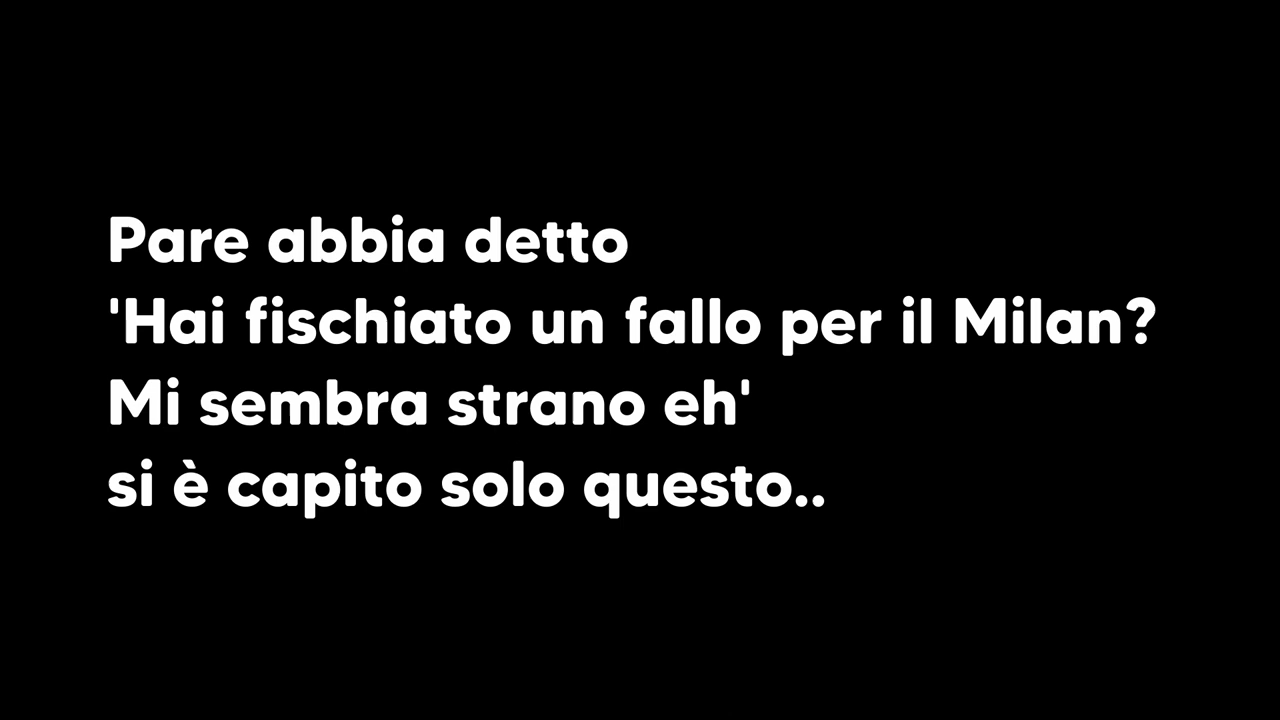 Pare abbia detto
'Hai fischiato un fallo per il Milan?
Mi sembra strano eh'
si è capito solo questo..